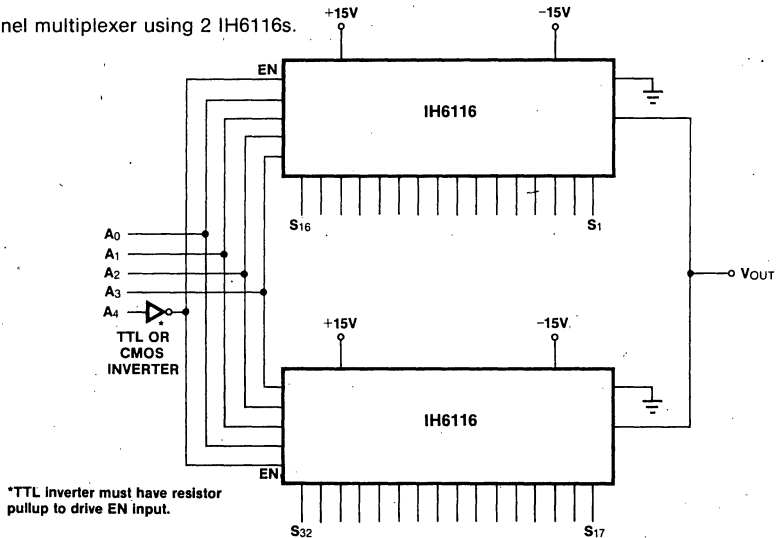 nel multiplexer using 2 IH6116s.
+15V
−15V
EN
IH6116
S16
S1
A0
A1
A2
A3
A4
*
TTL OR
CMOS
INVERTER
VOUT
+15V
−15V
IH6116
EN
S32
S17
*TTL inverter must have resistor
pullup to drive EN input.